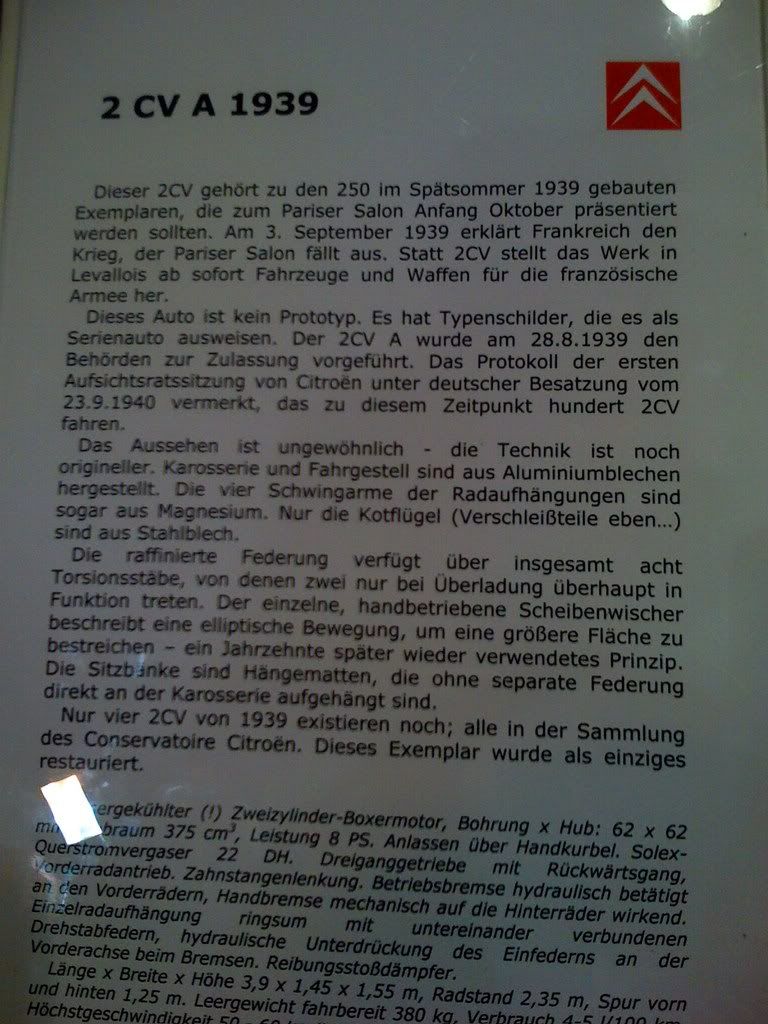 2 CV A 1939
Dieser 2CV gehört zu den 250 im Spätsommer 1939 gebauten
Exemplaren, die zum Pariser Salon Anfang Oktober präsentiert
werden sollten. Am 3. September 1939 erklärt Frankreich den
Krieg, der Pariser Salon fällt aus. Statt 2CV stellt das Werk in
Levallois ab sofort Fahrzeuge und Waffen für die französische
Armee her.
Dieses Auto ist kein Prototyp. Es hat Typenschilder, die es als
Serienauto ausweisen. Der 2CV A wurde am 28.8.1939 den
Behörden zur Zulassung vorgeführt. Das Protokoll der ersten
Aufsichtsratssitzung von Citroën unter deutscher Besatzung vom
23.9.1940 vermerkt, das zu diesem Zeitpunkt hundert 2CV
fahren.
Das Aussehen ist ungewöhnlich - die Technik ist noch
origineller. Karosserie und Fahrgestell sind aus Aluminiumblechen
hergestellt. Die vier Schwingarme der Radaufhängungen sind
sogar aus Magnesium. Nur die Kotflügel (Verschleißteile eben...)
sind aus Stahlblech.
Die raffinierte Federung verfügt über insgesamt acht
Torsionsstäbe, von denen zwei nur bei Überladung überhaupt in
Funktion treten. Der einzelne, handbetriebene Scheibenwischer
beschreibt eine elliptische Bewegung, um eine größere Fläche zu
bestreichen – ein Jahrzehnte später wieder verwendetes Prinzip.
Die Sitzbänke sind Hängematten, die ohne separate Federung
direkt an der Karosserie aufgehängt sind.
Nur vier 2CV von 1939 existieren noch; alle in der Sammlung
des Conservatoire Citroën. Dieses Exemplar wurde als einziges
restauriert.
(!) Zweizylinder-Boxermotor, Bohrung x Hub: 62 x 62
375 cm³, Leistung 8 PS. Anlassen über Handkurbel. Solex-
Querstromvergaser 22 DH. Dreiganggetriebe mit Rückwärtsgang,
Vorderradantrieb. Zahnstangenlenkung. Betriebsbremse hydraulisch betätigt
an den Vorderrädern, Handbremse mechanisch auf die Hinterräder wirkend.
Einzelradaufhängung ringsum mit untereinander verbundenen
Drehstabfedern, hydraulische Unterdrückung des Einfederns an der
Vorderachse beim Bremsen. Reibungsstoßdämpfer.
Länge x Breite x Höhe 3,9 x 1,45 x 1,55 m, Radstand 2,35 m, Spur vorn
und hinten 1,25 m. Leergewicht fahrbereit 380 kg, Verbrauch 4-5 l/100 km,
Höchstgeschwindigkeit 50 - 60